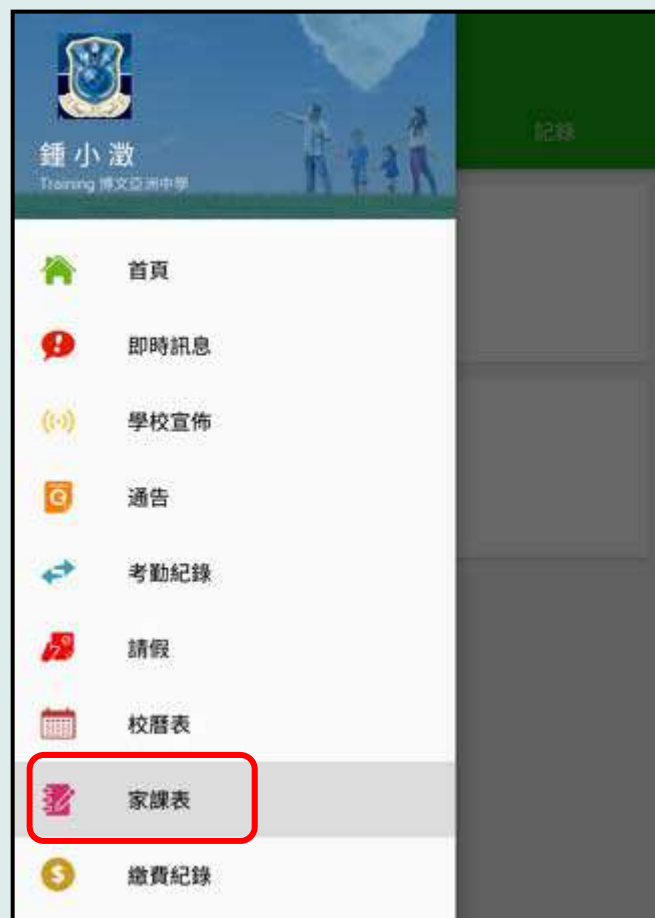 鍾小澂
Training 博文亞洲中學
記錄
首頁
即時訊息
學校宣佈
通告
考勤紀錄
請假
校曆表
家課表
繳費紀錄